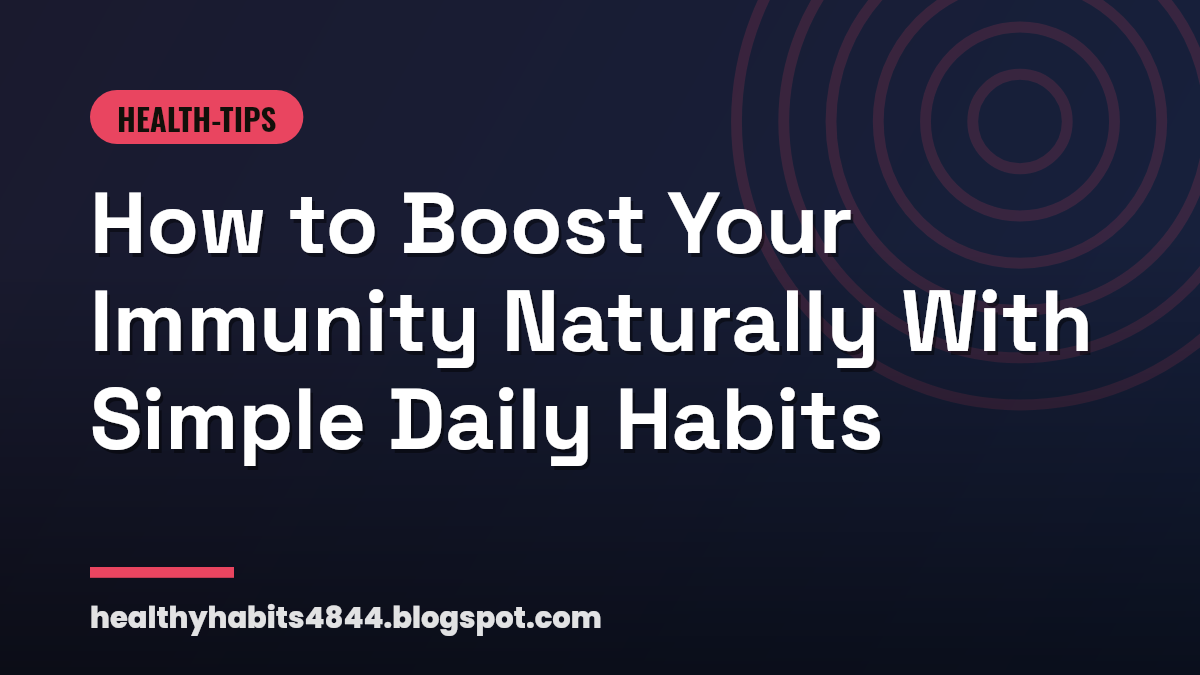 HEALTH-TIPS
How to Boost Your
Immunity Naturally With
Simple Daily Habits
healthyhabits4844.blogspot.com